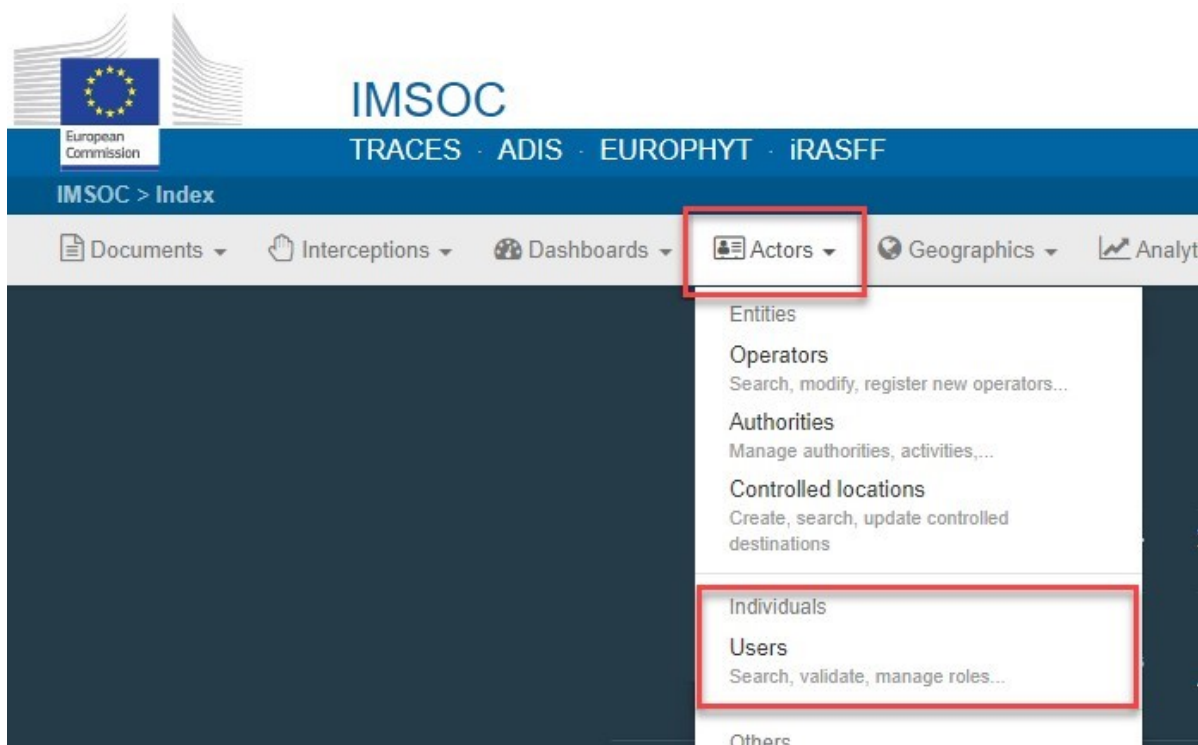 European
Commission
IMSOC
TRACES · ADIS · EUROPHYT · iRASFF
IMSOC > Index
Documents
Interceptions
Dashboards
Actors
Geographics
Analyt
Entities
Operators
Search, modify, register new operators...
Authorities
Manage authorities, activities,...
Controlled locations
Create, search, update controlled
destinations
Individuals
Users
Search, validate, manage roles...
Others